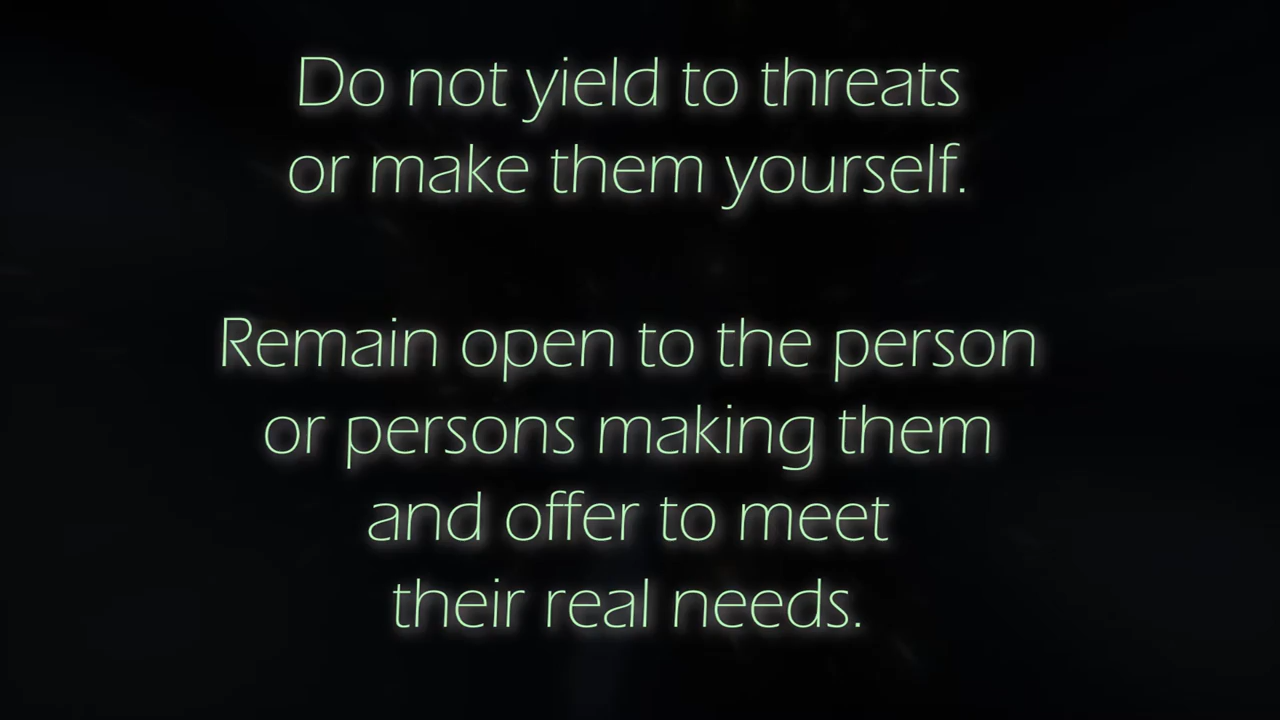 Do not yield to threats
or make them yourself.
Remain open to the person
or persons making them
and offer to meet
their real needs.